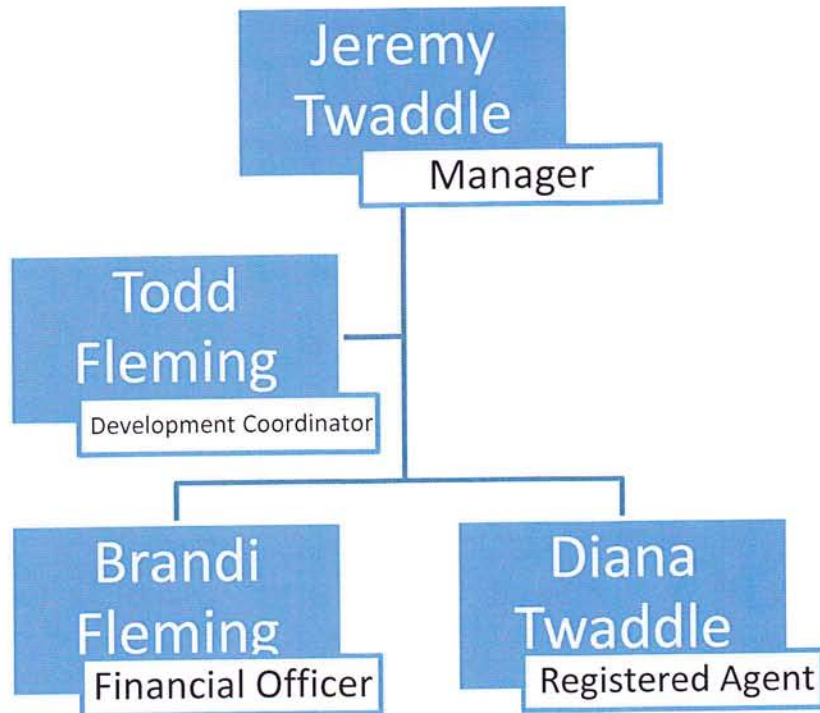 Jeremy
Twaddle
Manager
Todd
Fleming
Development Coordinator
Brandi
Fleming
Financial Officer
Diana
Twaddle
Registered Agent